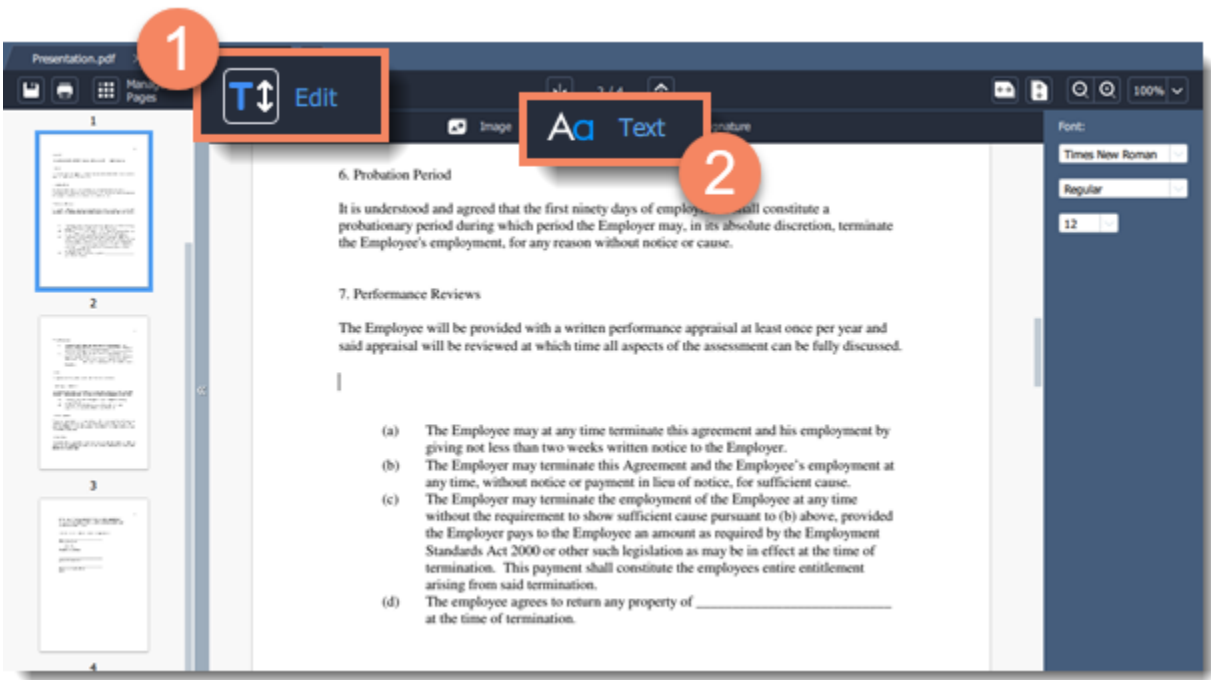 1
Presentation.pdf
Pages
Edit
100%
1
Image
Text
2
Font:
Times New Roman
Regular
12
6. Probation Period
It is understood and agreed that the first ninety days of constitute a
probationary period during which period the Employer may, in its absolute discretion, terminate
the Employee's employment, for any reason without notice or cause.
7. Performance Reviews
The Employee will be provided with a written performance appraisal at least once per year and
said appraisal will be reviewed at which time all aspects of the assessment can be fully discussed.
(a) The Employee may at any time terminate this agreement and his employment by
giving not less than two weeks written notice to the Employer.
(b) The Employer may terminate this Agreement and the Employee's employment at
any time, without notice or payment in lieu of notice, for sufficient cause.
(c) The Employer may terminate the employment of the Employee at any time
without the requirement to show sufficient cause pursuant to (b) above, provided
the Employer pays to the Employee an amount as required by the Employment
Standards Act 2000 or other such legislation as may be in effect at the time of
termination. This payment shall constitute the employees entire entitlement
arising from said termination.
(d) The employee agrees to return any property of ____________________________
at the time of termination.
2
3
4